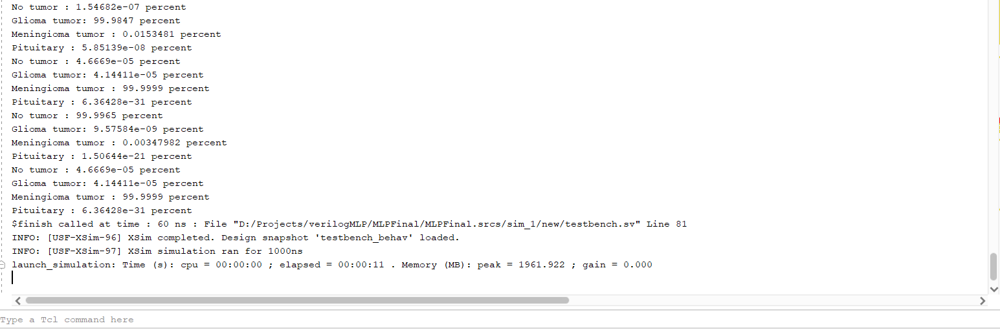 No tumor : 1.54682e-07 percent
Glioma tumor: 99.9847 percent
Meningioma tumor : 0.0153481 percent
Pituitary : 5.85139e-08 percent
No tumor : 4.6669e-05 percent
Glioma tumor: 4.14411e-05 percent
Meningioma tumor : 99.9999 percent
Pituitary : 6.36428e-31 percent
No tumor : 99.9965 percent
Glioma tumor: 9.57584e-09 percent
Meningioma tumor : 0.00347982 percent
Pituitary : 1.50644e-21 percent
No tumor : 4.6669e-05 percent
Glioma tumor: 4.14411e-05 percent
Meningioma tumor : 99.9999 percent
Pituitary : 6.36428e-31 percent
$finish called at time : 60 ns : File "D:/Projects/verilogMLP/MLPFinal/MLPFinal.srcs/sim_1/new/testbench.sv" Line 81
INFO: [USF-XSim-96] XSim completed. Design snapshot 'testbench_behav' loaded.
INFO: [USF-XSim-97] XSim simulation ran for 1000ns
launch_simulation: Time (s): cpu = 00:00:00 ; elapsed = 00:00:11 . Memory (MB): peak = 1961.922 ; gain = 0.000
Type a Tcl command here